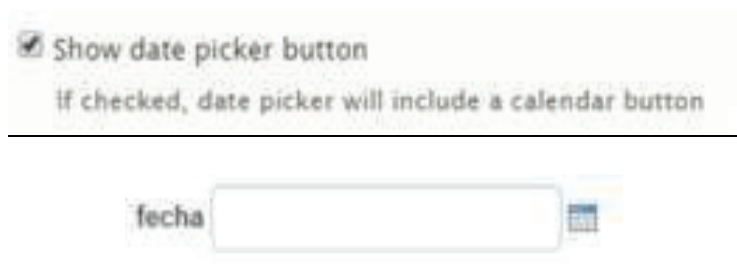 Show date picker button
If checked, date picker will include a calendar button
fecha